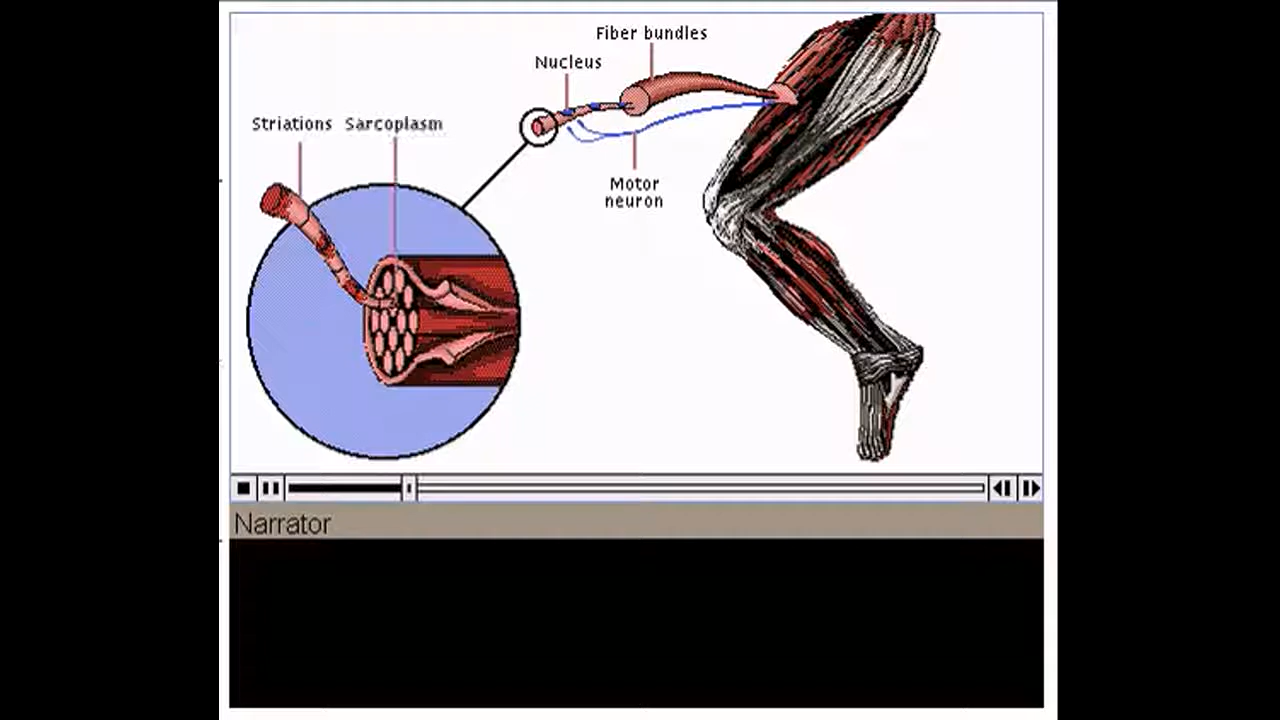 Fiber bundles
Nucleus
Striations Sarcoplasm
Motor
neuron
Narrator